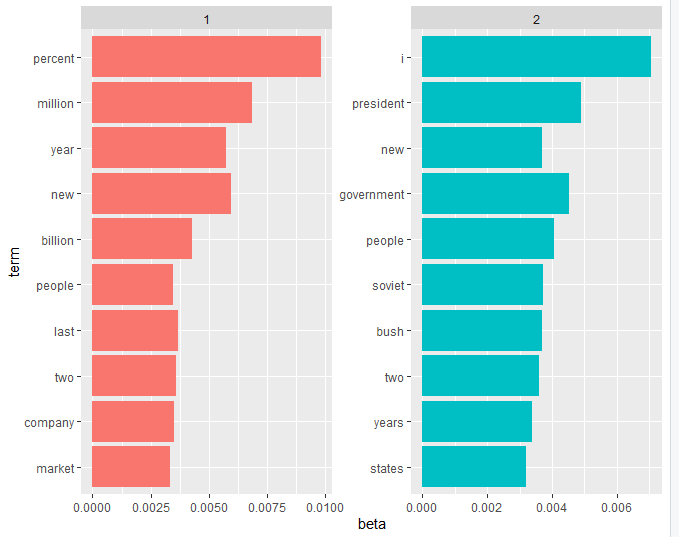 1
percent
million
year
new
billion
people
last
two
company
market
0.0000 0.0025 0.0050 0.0075 0.0100
2
i
president
new
government
people
soviet
bush
two
years
states
0.000 0.002 0.004 0.006
term
beta